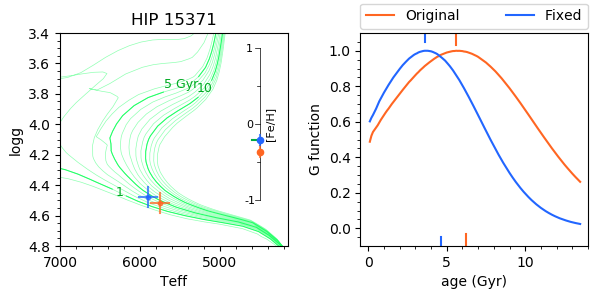 HIP 15371
Original
Fixed
3.4
3.6
3.8
4.0
4.2
4.4
4.6
4.8
logg
7000
6000
5000
Teff
5 Gyr
10
1
1
0
-1
[Fe/H]
1.0
0.8
0.6
0.4
0.2
0.0
G function
0
5
10
age (Gyr)